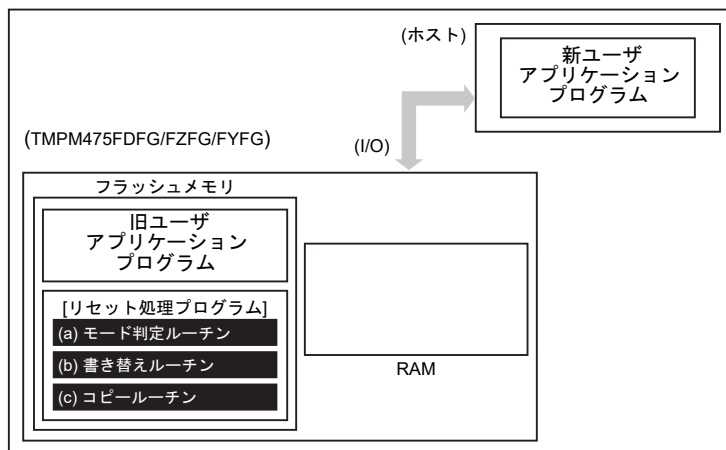 (ホスト)
新ユーザ
アプリケーション
プログラム
(TMPM475FDFG/FZFG/FYFG)
(I/O)
フラッシュメモリ
旧ユーザ
アプリケーション
プログラム
[リセット処理プログラム]
(a) モード判定ルーチン
(b) 書き替えルーチン
(c) コピールーチン
RAM